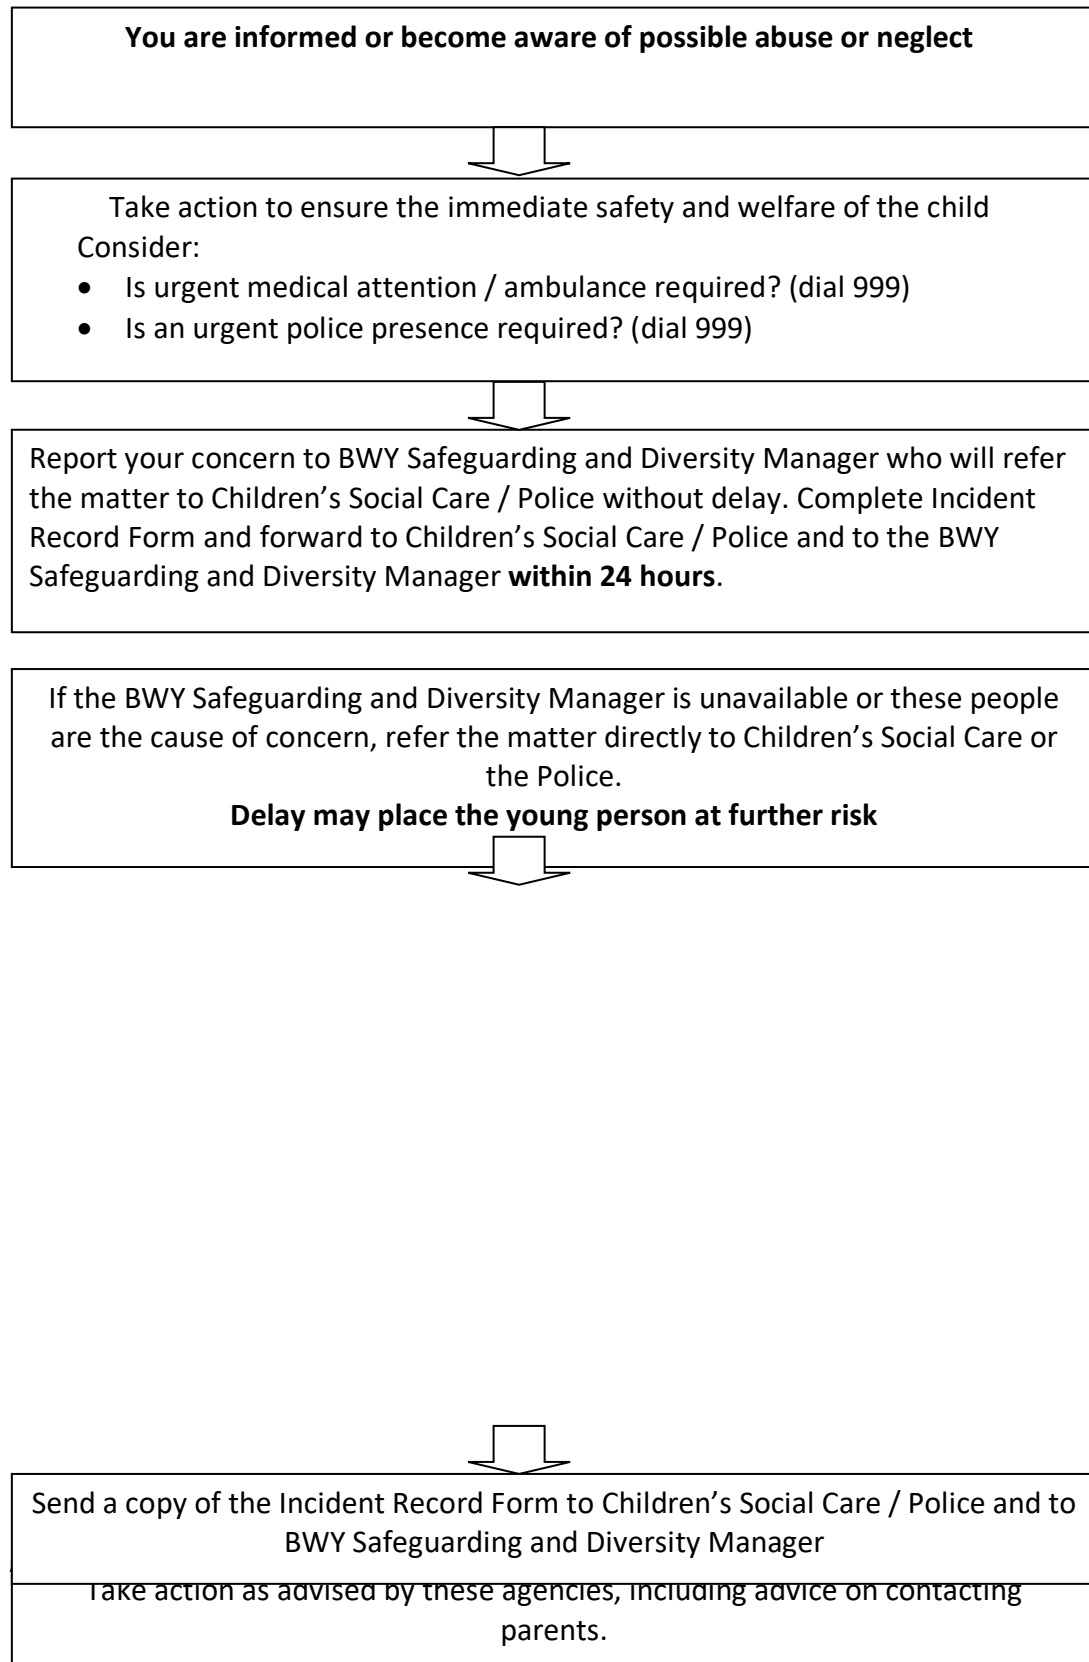 You are informed or become aware of possible abuse or neglect
Take action to ensure the immediate safety and welfare of the child
Consider:
• Is urgent medical attention / ambulance required? (dial 999)
• Is an urgent police presence required? (dial 999)
Report your concern to BWY Safeguarding and Diversity Manager who will refer
the matter to Children’s Social Care / Police without delay. Complete Incident
Record Form and forward to Children’s Social Care / Police and to the BWY
Safeguarding and Diversity Manager within 24 hours.
If the BWY Safeguarding and Diversity Manager is unavailable or these people
are the cause of concern, refer the matter directly to Children’s Social Care or
the Police.
Delay may place the young person at further risk
Send a copy of the Incident Record Form to Children’s Social Care / Police and to
BWY Safeguarding and Diversity Manager
Take action as advised by these agencies, including advice on contacting
parents.